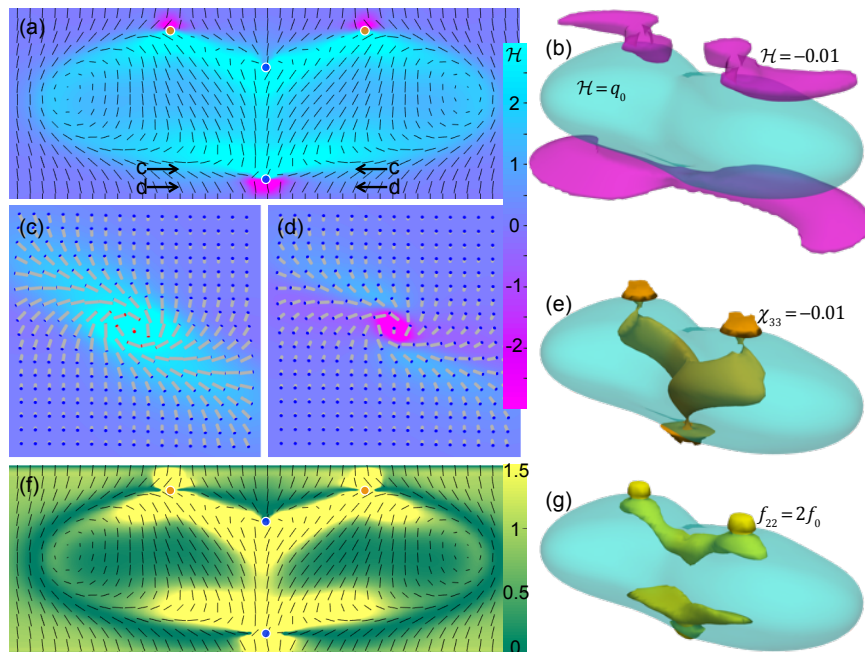 (a)
c c
d d
ℋ
2
1
0
-1
-2
(b)
ℋ=−0.01
ℋ=q₀
(c)
(d)
(e)
χ₃₃=−0.01
(f)
1.5
1
0.5
0
(g)
f₂₂=2f₀